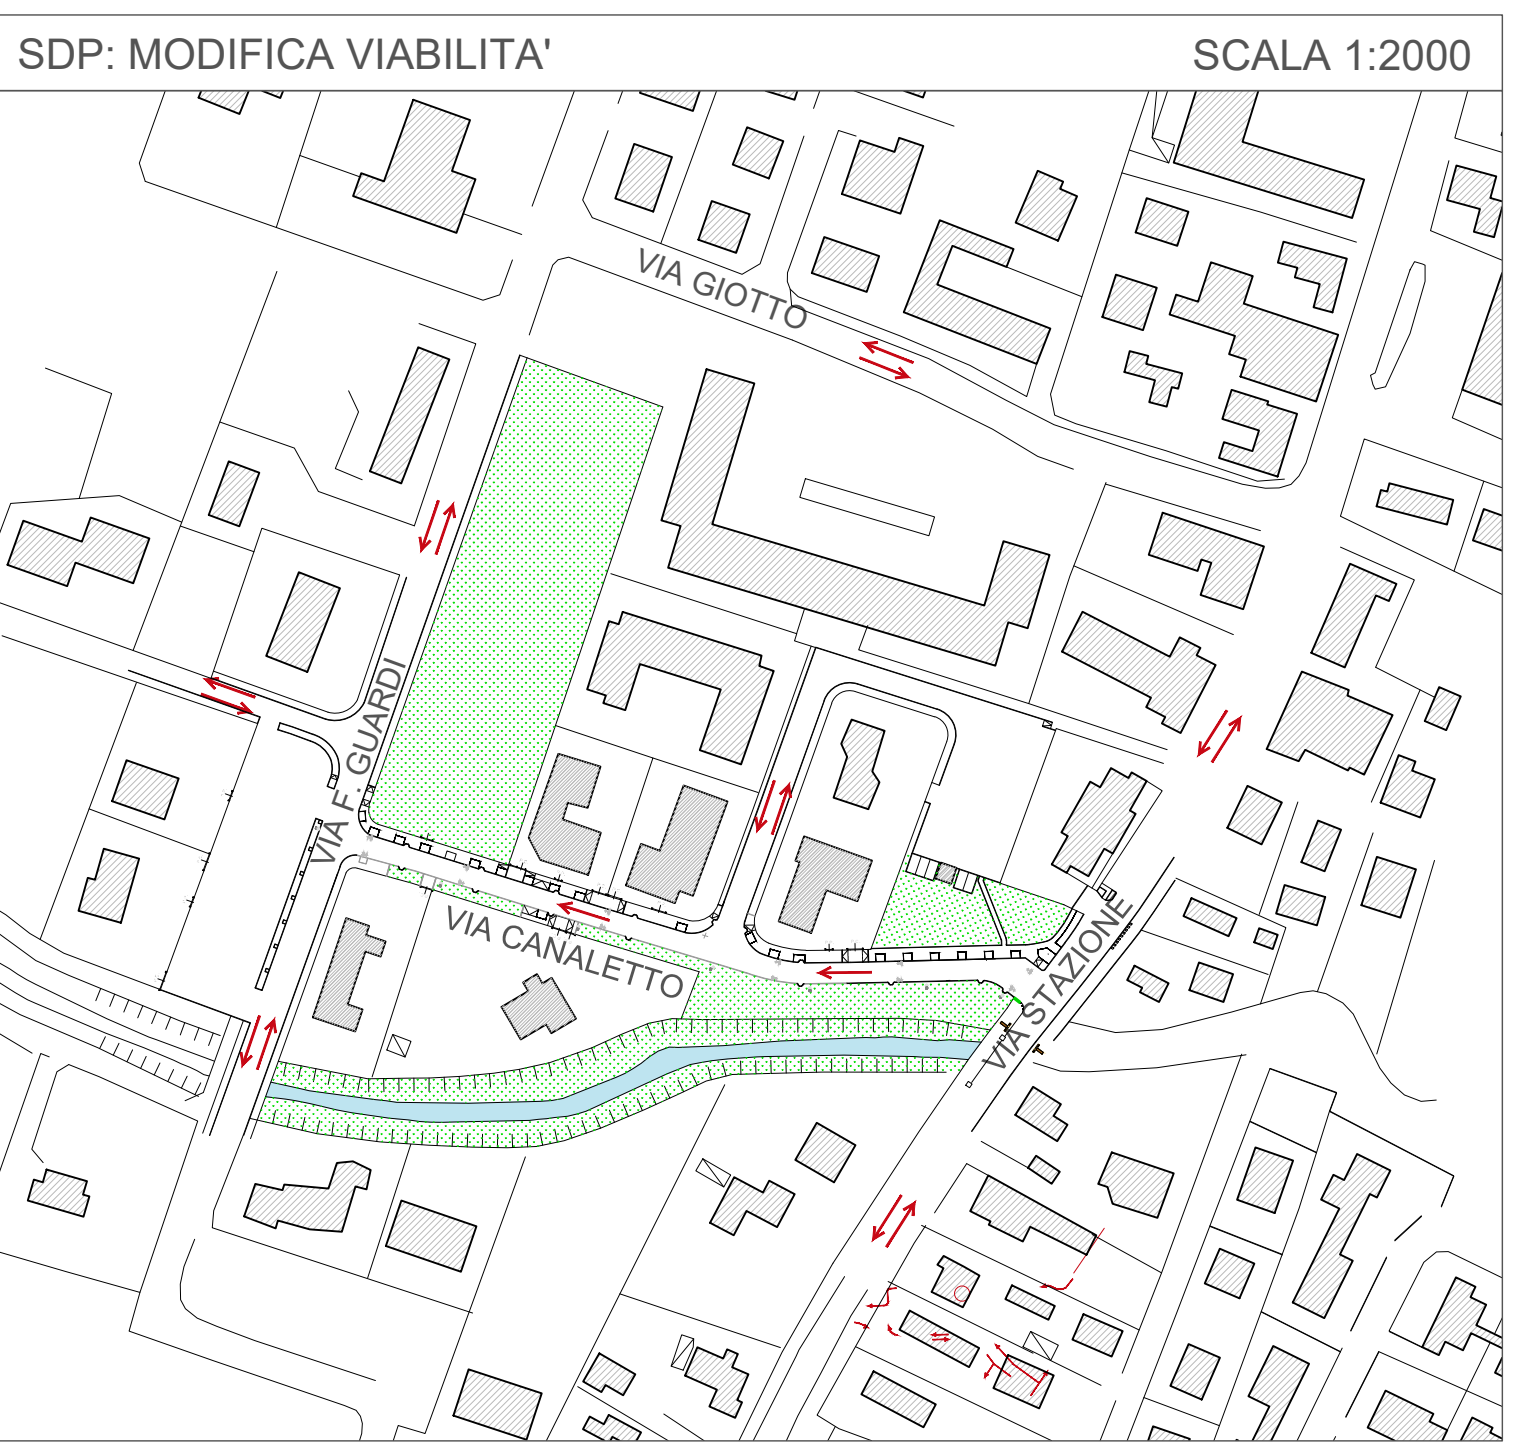 SDP: MODIFICA VIABILITA'
SCALA 1:2000
VIA GIOTTO
VIA F. GUARDI
VIA CANALETTO
VIA STAZIONE